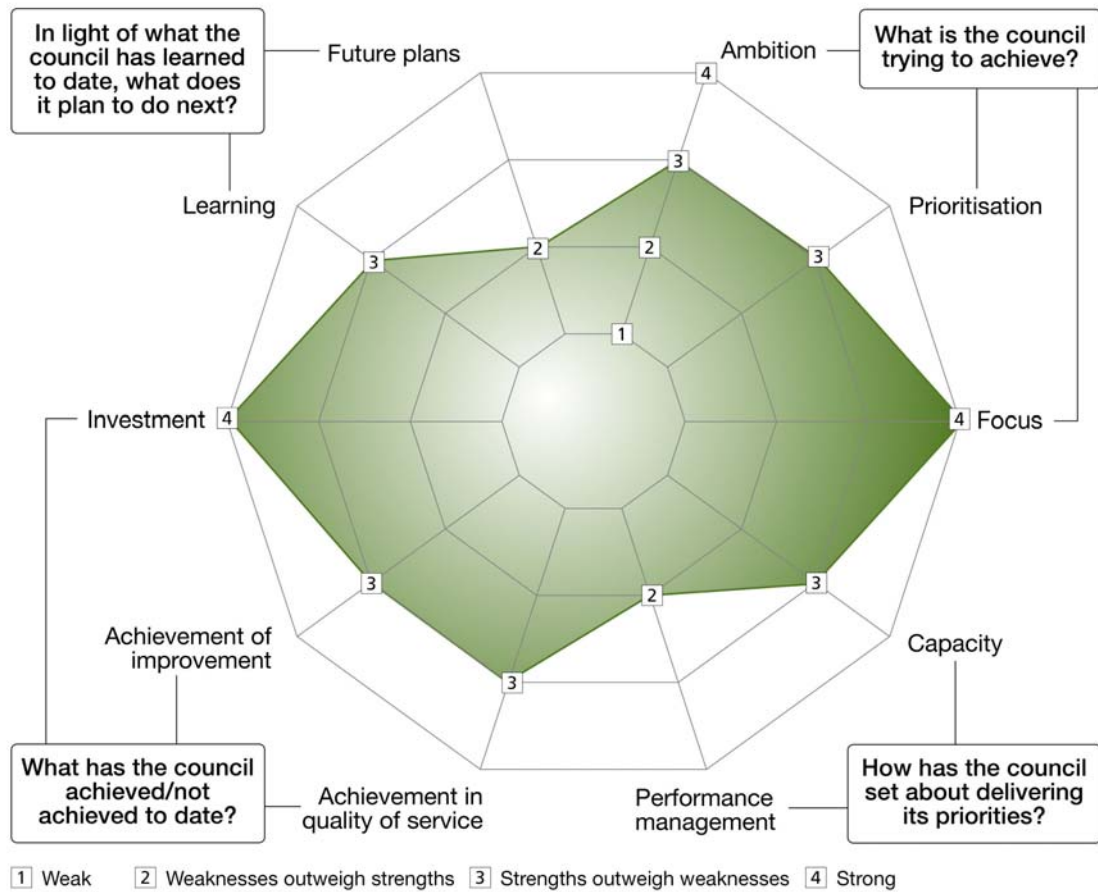 In light of what the
council has learned
to date, what does
it plan to do next?
Future plans
Ambition
What is the council
trying to achieve?
4
3
Learning
Prioritisation
3
2
2
3
1
Investment
4
4
Focus
3
2
3
Achievement of
improvement
Capacity
3
What has the council
achieved/not
achieved to date?
Achievement in
quality of service
Performance
management
How has the council
set about delivering
its priorities?
1 Weak 2 Weaknesses outweigh strengths 3 Strengths outweigh weaknesses 4 Strong